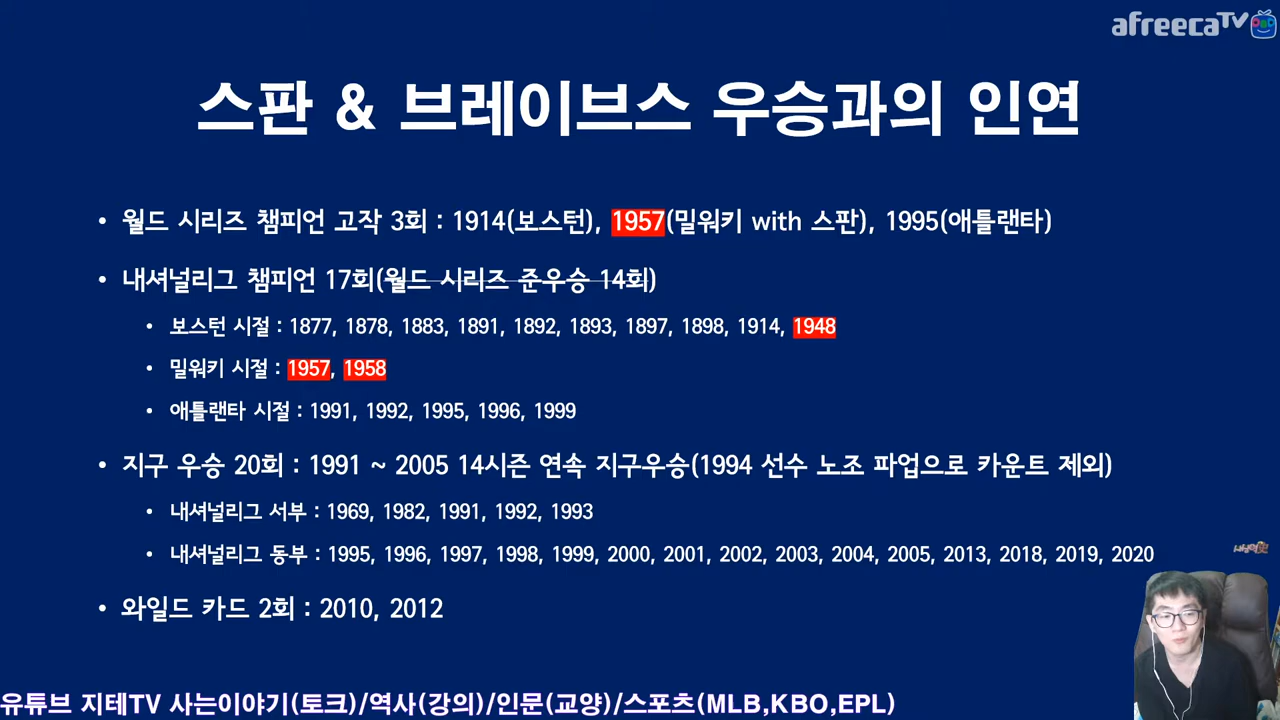 afreecaTV
스판 & 브레이브스 우승과의 인연
• 월드 시리즈 챔피언 고작 3회 : 1914(보스턴), 1957(밀워키 with 스판), 1995(애틀랜타)
• 내셔널리그 챔피언 17회(월드 시리즈 준우승 14회)
• 보스턴 시절 : 1877, 1878, 1883, 1891, 1892, 1893, 1897, 1898, 1914, 1948
• 밀워키 시절 : 1957, 1958
• 애틀랜타 시절 : 1991, 1992, 1995, 1996, 1999
• 지구 우승 20회 : 1991 ~ 2005 14시즌 연속 지구우승(1994 선수 노조 파업으로 카운트 제외)
• 내셔널리그 서부 : 1969, 1982, 1991, 1992, 1993
• 내셔널리그 동부 : 1995, 1996, 1997, 1998, 1999, 2000, 2001, 2002, 2003, 2004, 2005, 2013, 2018, 2019, 2020
• 와일드 카드 2회 : 2010, 2012
유튜브 지테TV 사는이야기(토크)/역사(강의)/인문(교양)/스포츠(MLB,KBO,EPL)